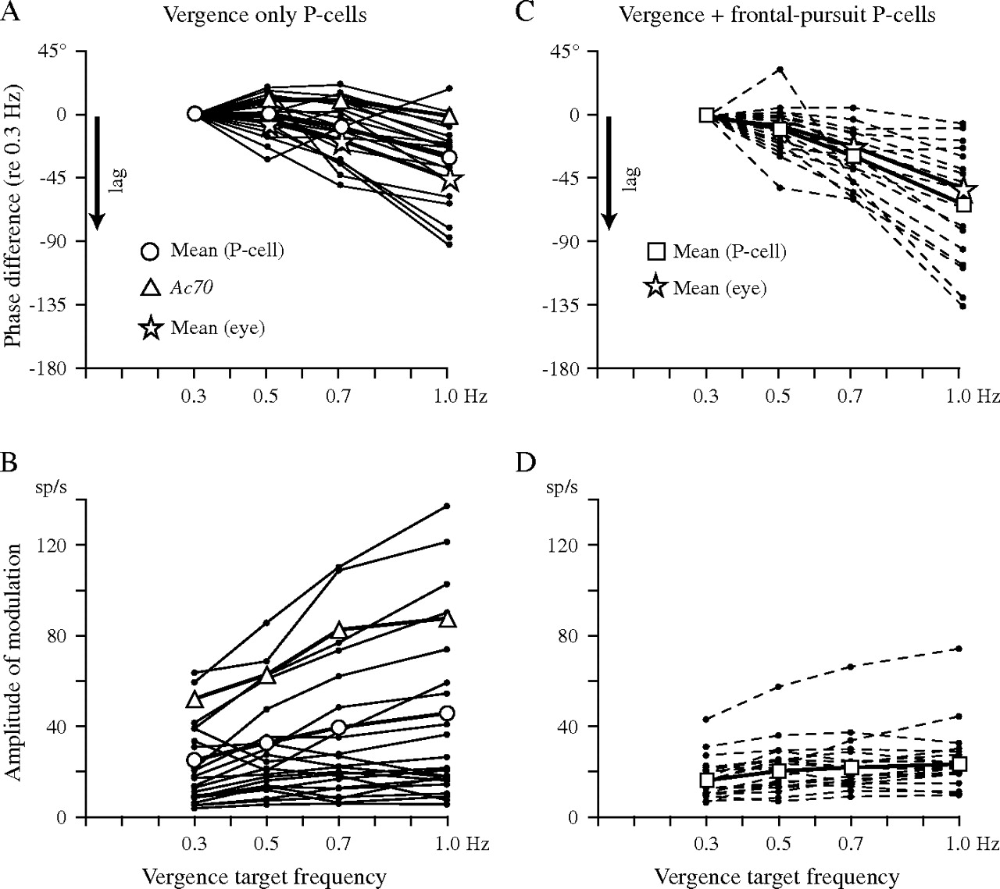 A
Vergence only P-cells
Phase difference (re 0.3 Hz)
45°
0
-45
-90
-135
-180
lag
Mean (P-cell)
Ac70
Mean (eye)
0.3 0.5 0.7 1.0 Hz
C
Vergence + frontal-pursuit P-cells
45°
0
-45
-90
-135
-180
lag
Mean (P-cell)
Mean (eye)
0.3 0.5 0.7 1.0 Hz
B
sp/s
Amplitude of modulation
120
80
40
0
0.3 0.5 0.7 1.0 Hz
Vergence target frequency
D
sp/s
120
80
40
0
0.3 0.5 0.7 1.0 Hz
Vergence target frequency